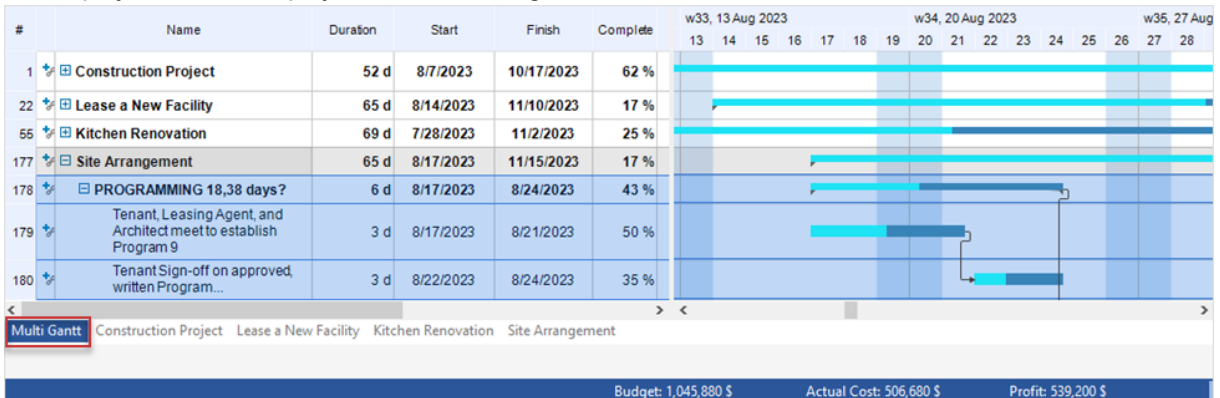 # Name Duration Start Finish Complete w33, 13 Aug 2023 w34, 20 Aug 2023 w35, 27 Aug
13 14 15 16 17 18 19 20 21 22 23 24 25 26 27 28
1 Construction Project 52 d 8/7/2023 10/17/2023 62 %
22 Lease a New Facility 65 d 8/14/2023 11/10/2023 17 %
55 Kitchen Renovation 69 d 7/28/2023 11/2/2023 25 %
177 Site Arrangement 65 d 8/17/2023 11/15/2023 17 %
178 PROGRAMMING 18,38 days? 6 d 8/17/2023 8/24/2023 43 %
Tenant, Leasing Agent, and
179 Architect meet to establish 3 d 8/17/2023 8/21/2023 50 %
Program 9
Tenant Sign-off on approved,
180 written Program... 3 d 8/22/2023 8/24/2023 35 %
Multi Gantt Construction Project Lease a New Facility Kitchen Renovation Site Arrangement
Budget: 1,045,880 $ Actual Cost: 506,680 $ Profit: 539,200 $